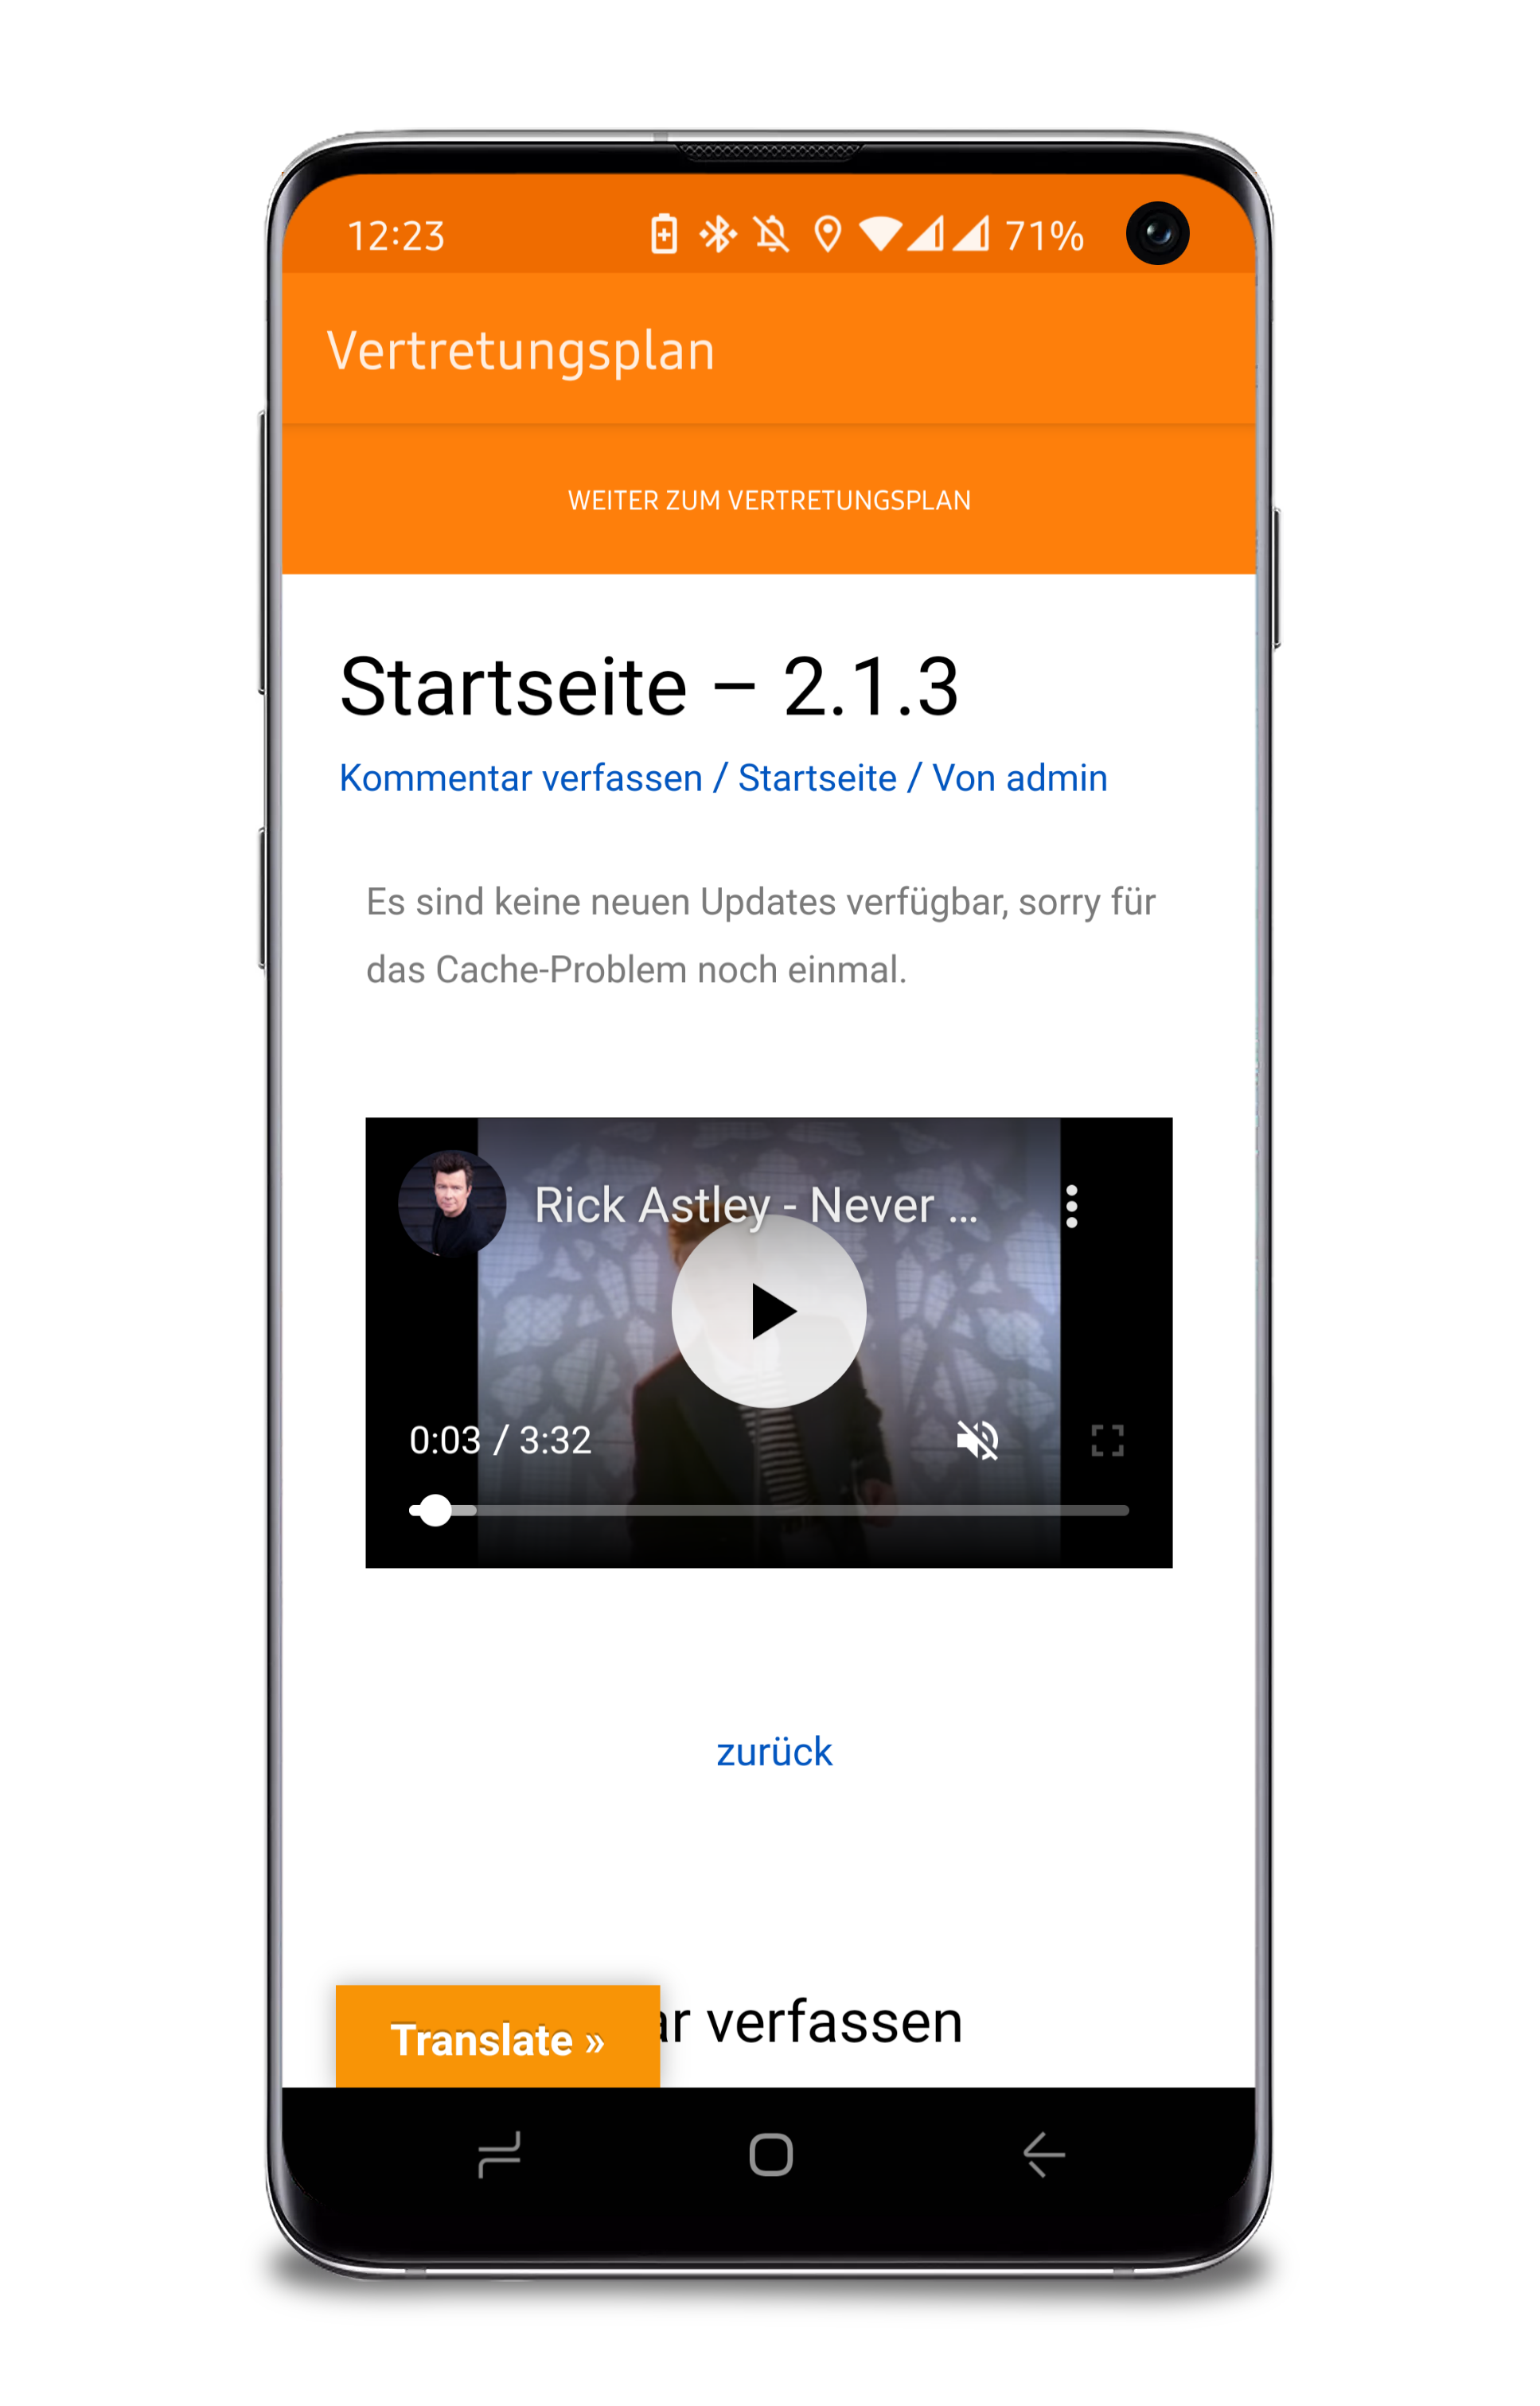 12:23 71%
Vertretungsplan
WEITER ZUM VERTRETUNGSPLAN
Startseite – 2.1.3
Kommentar verfassen / Startseite / Von admin
Es sind keine neuen Updates verfügbar, sorry für
das Cache-Problem noch einmal.
Rick Astley - Never ...
0:03 / 3:32
zurück
Translate »
verfassen